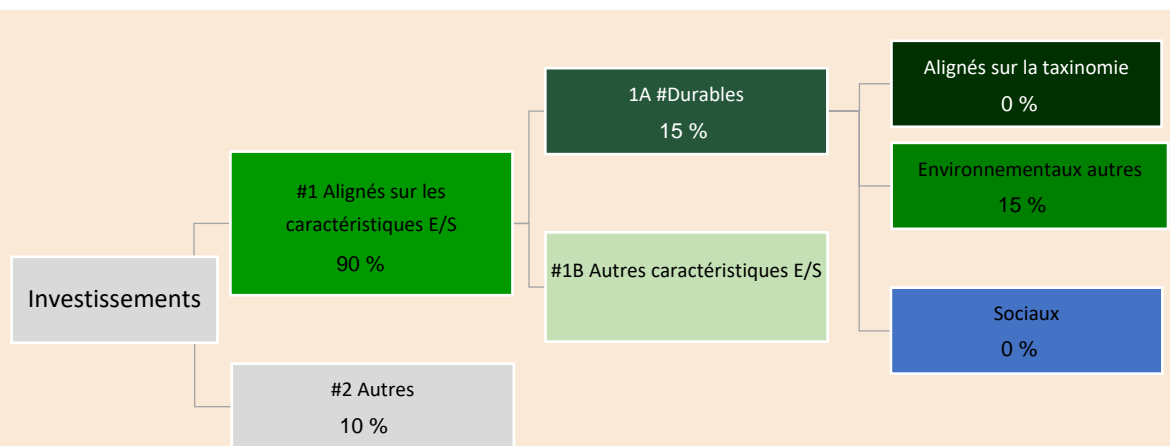 Investissements
#1 Alignés sur les
caractéristiques E/S
90 %
#2 Autres
10 %
1A #Durables
15 %
#1B Autres caractéristiques E/S
Alignés sur la taxinomie
0 %
Environnementaux autres
15 %
Sociaux
0 %